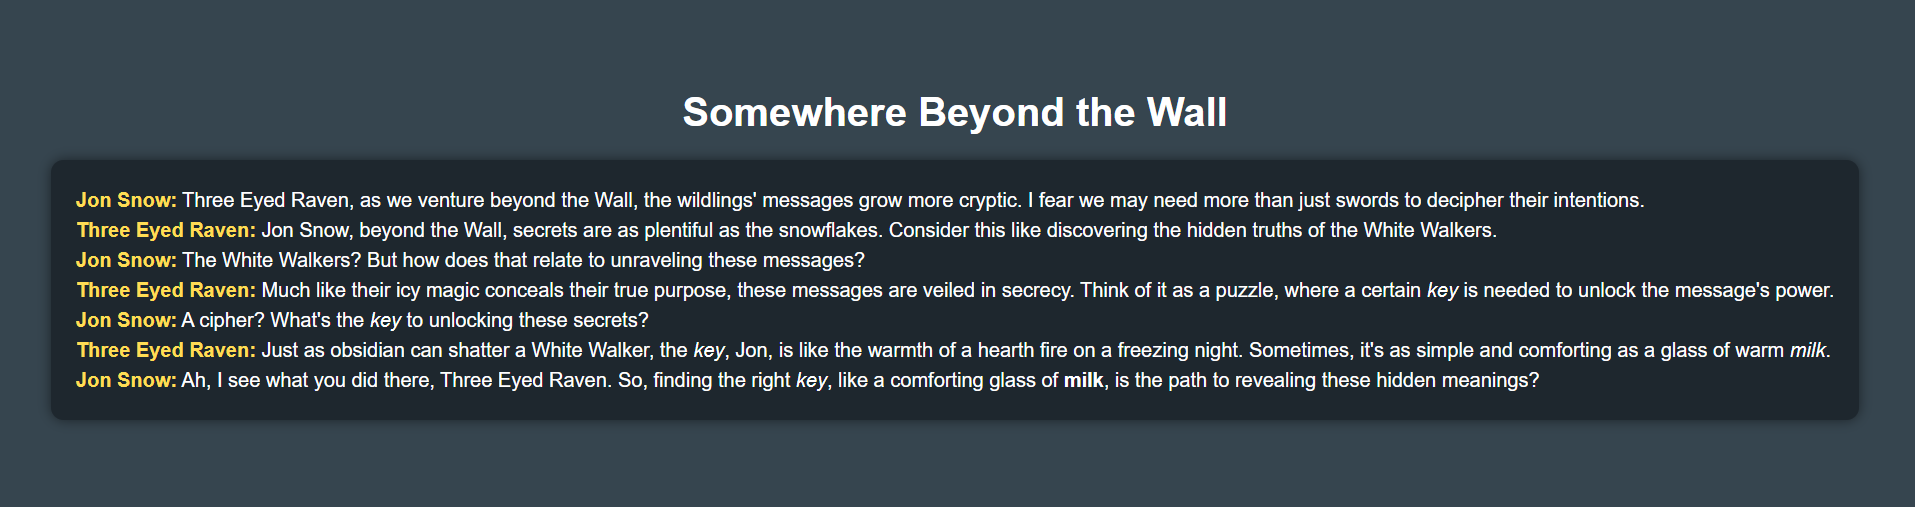 Somewhere Beyond the Wall
Jon Snow: Three Eyed Raven, as we venture beyond the Wall, the wildlings' messages grow more cryptic. I fear we may need more than just swords to decipher their intentions.
Three Eyed Raven: Jon Snow, beyond the Wall, secrets are as plentiful as the snowflakes. Consider this like discovering the hidden truths of the White Walkers.
Jon Snow: The White Walkers? But how does that relate to unraveling these messages?
Three Eyed Raven: Much like their icy magic conceals their true purpose, these messages are veiled in secrecy. Think of it as a puzzle, where a certain key is needed to unlock the message's power.
Jon Snow: A cipher? What's the key to unlocking these secrets?
Three Eyed Raven: Just as obsidian can shatter a White Walker, the key, Jon, is like the warmth of a hearth fire on a freezing night. Sometimes, it's as simple and comforting as a glass of warm milk.
Jon Snow: Ah, I see what you did there, Three Eyed Raven. So, finding the right key, like a comforting glass of milk, is the path to revealing these hidden meanings?